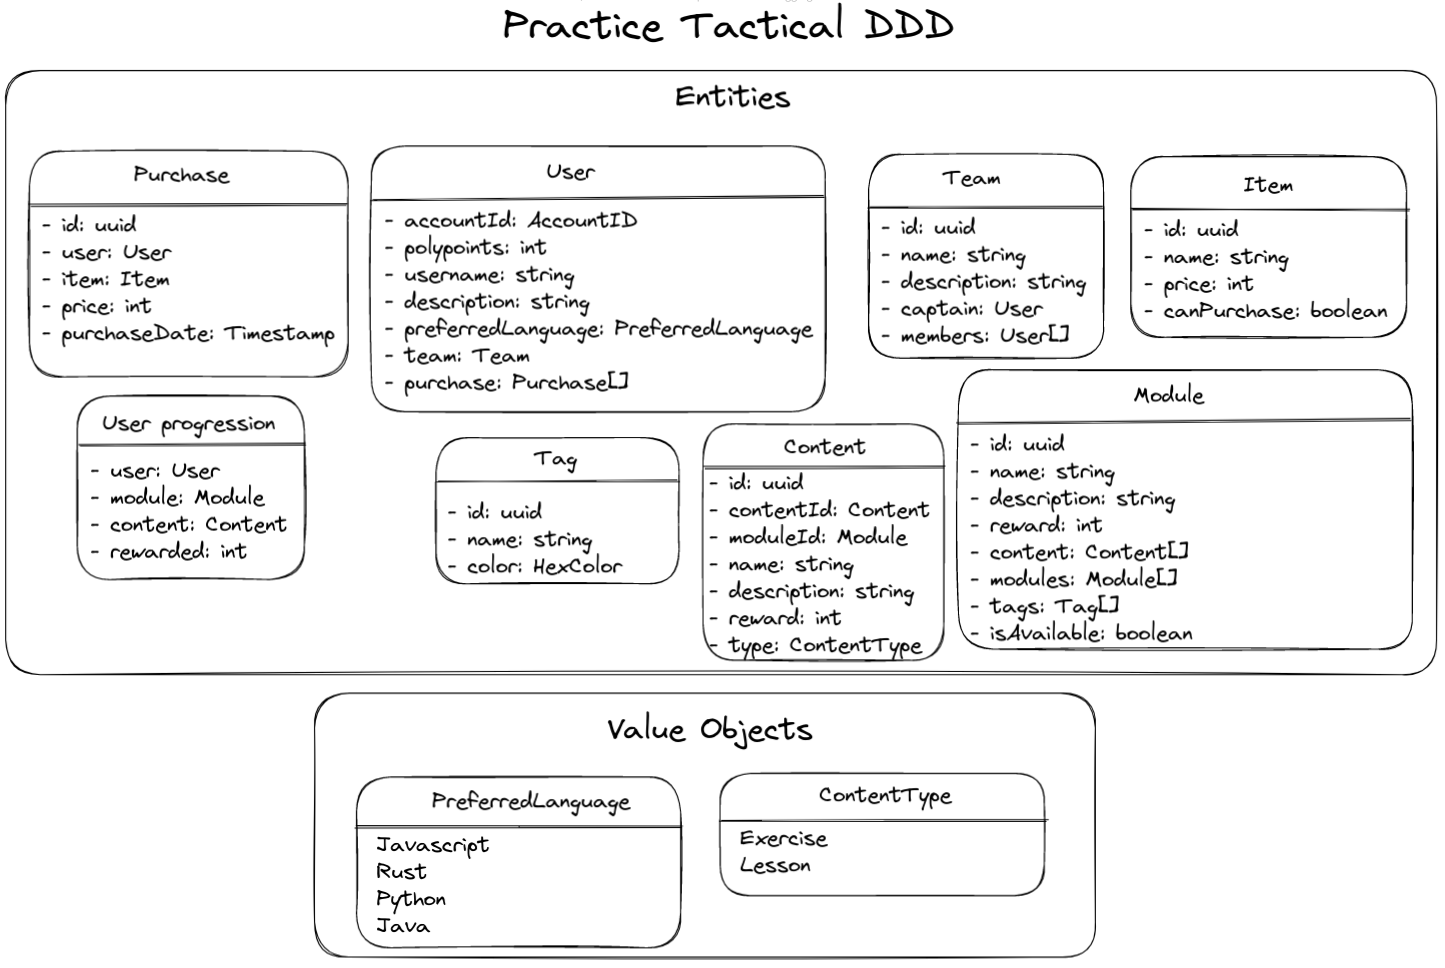 Practice Tactical DDD
Entities
Purchase
- id: uuid
- user: User
- item: Item
- price: int
- purchaseDate: Timestamp
User
- accountId: AccountID
- polypoints: int
- username: string
- description: string
- preferredLanguage: PreferredLanguage
- team: Team
- purchase: Purchase[]
Team
- id: uuid
- name: string
- description: string
- captain: User
- members: User[]
Item
- id: uuid
- name: string
- price: int
- canPurchase: boolean
User progression
- user: User
- module: Module
- content: Content
- rewarded: int
Tag
- id: uuid
- name: string
- color: HexColor
Content
- id: uuid
- contentId: Content
- moduleId: Module
- name: string
- description: string
- reward: int
- type: ContentType
Module
- id: uuid
- name: string
- description: string
- reward: int
- content: Content[]
- modules: Module[]
- tags: Tag[]
- isAvailable: boolean
Value Objects
PreferredLanguage
Javascript
Rust
Python
Java
ContentType
Exercise
Lesson